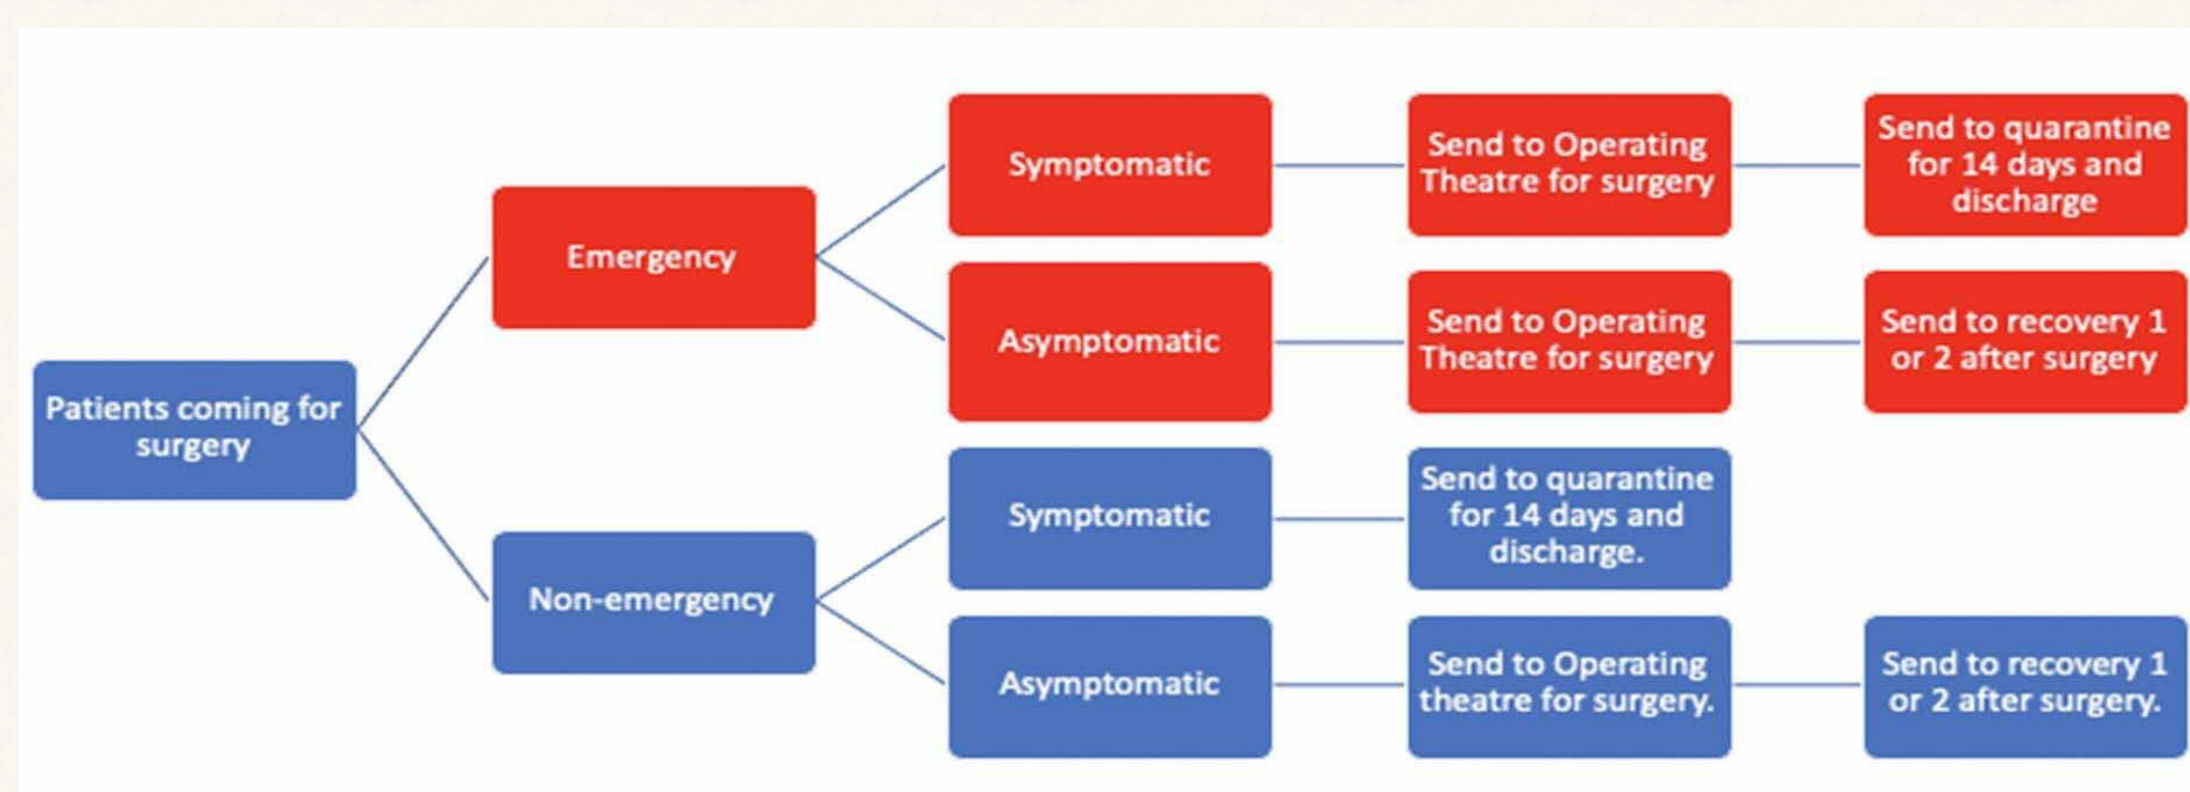 Patients coming for
surgery
Emergency
Symptomatic
Send to Operating
Theatre for surgery
Send to quarantine
for 14 days and
discharge
Asymptomatic
Send to Operating
Theatre for surgery
Send to recovery 1
or 2 after surgery
Non-emergency
Symptomatic
Send to quarantine
for 14 days and
discharge.
Asymptomatic
Send to Operating
theatre for surgery.
Send to recovery 1
or 2 after surgery.